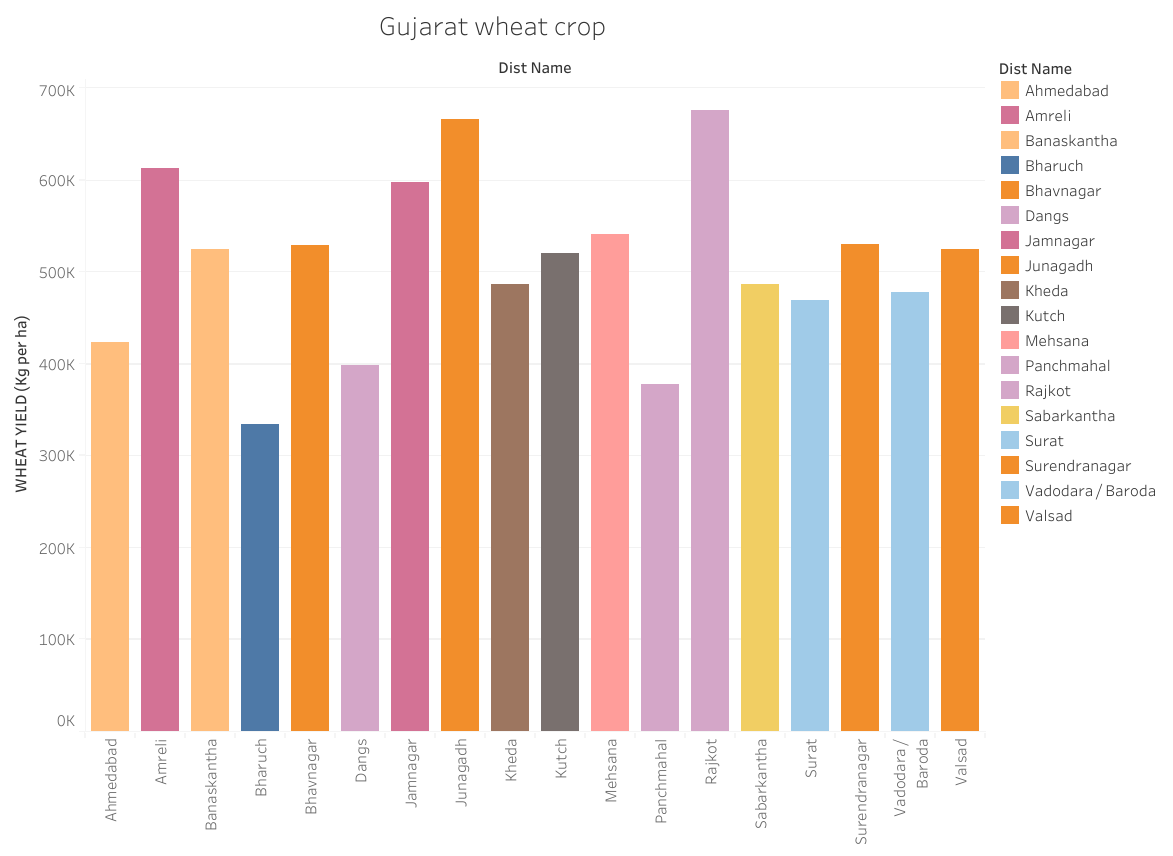 Gujarat wheat crop
Dist Name
WHEAT YIELD (Kg per ha)
700K
600K
500K
400K
300K
200K
100K
0K
Ahmedabad
Amreli
Banaskantha
Bharuch
Bhavnagar
Dangs
Jamnagar
Junagadh
Kheda
Kutch
Mehsana
Panchmahal
Rajkot
Sabarkantha
Surat
Surendranagar
Vadodara /
Baroda
Valsad
Dist Name
Ahmedabad
Amreli
Banaskantha
Bharuch
Bhavnagar
Dangs
Jamnagar
Junagadh
Kheda
Kutch
Mehsana
Panchmahal
Rajkot
Sabarkantha
Surat
Surendranagar
Vadodara / Baroda
Valsad